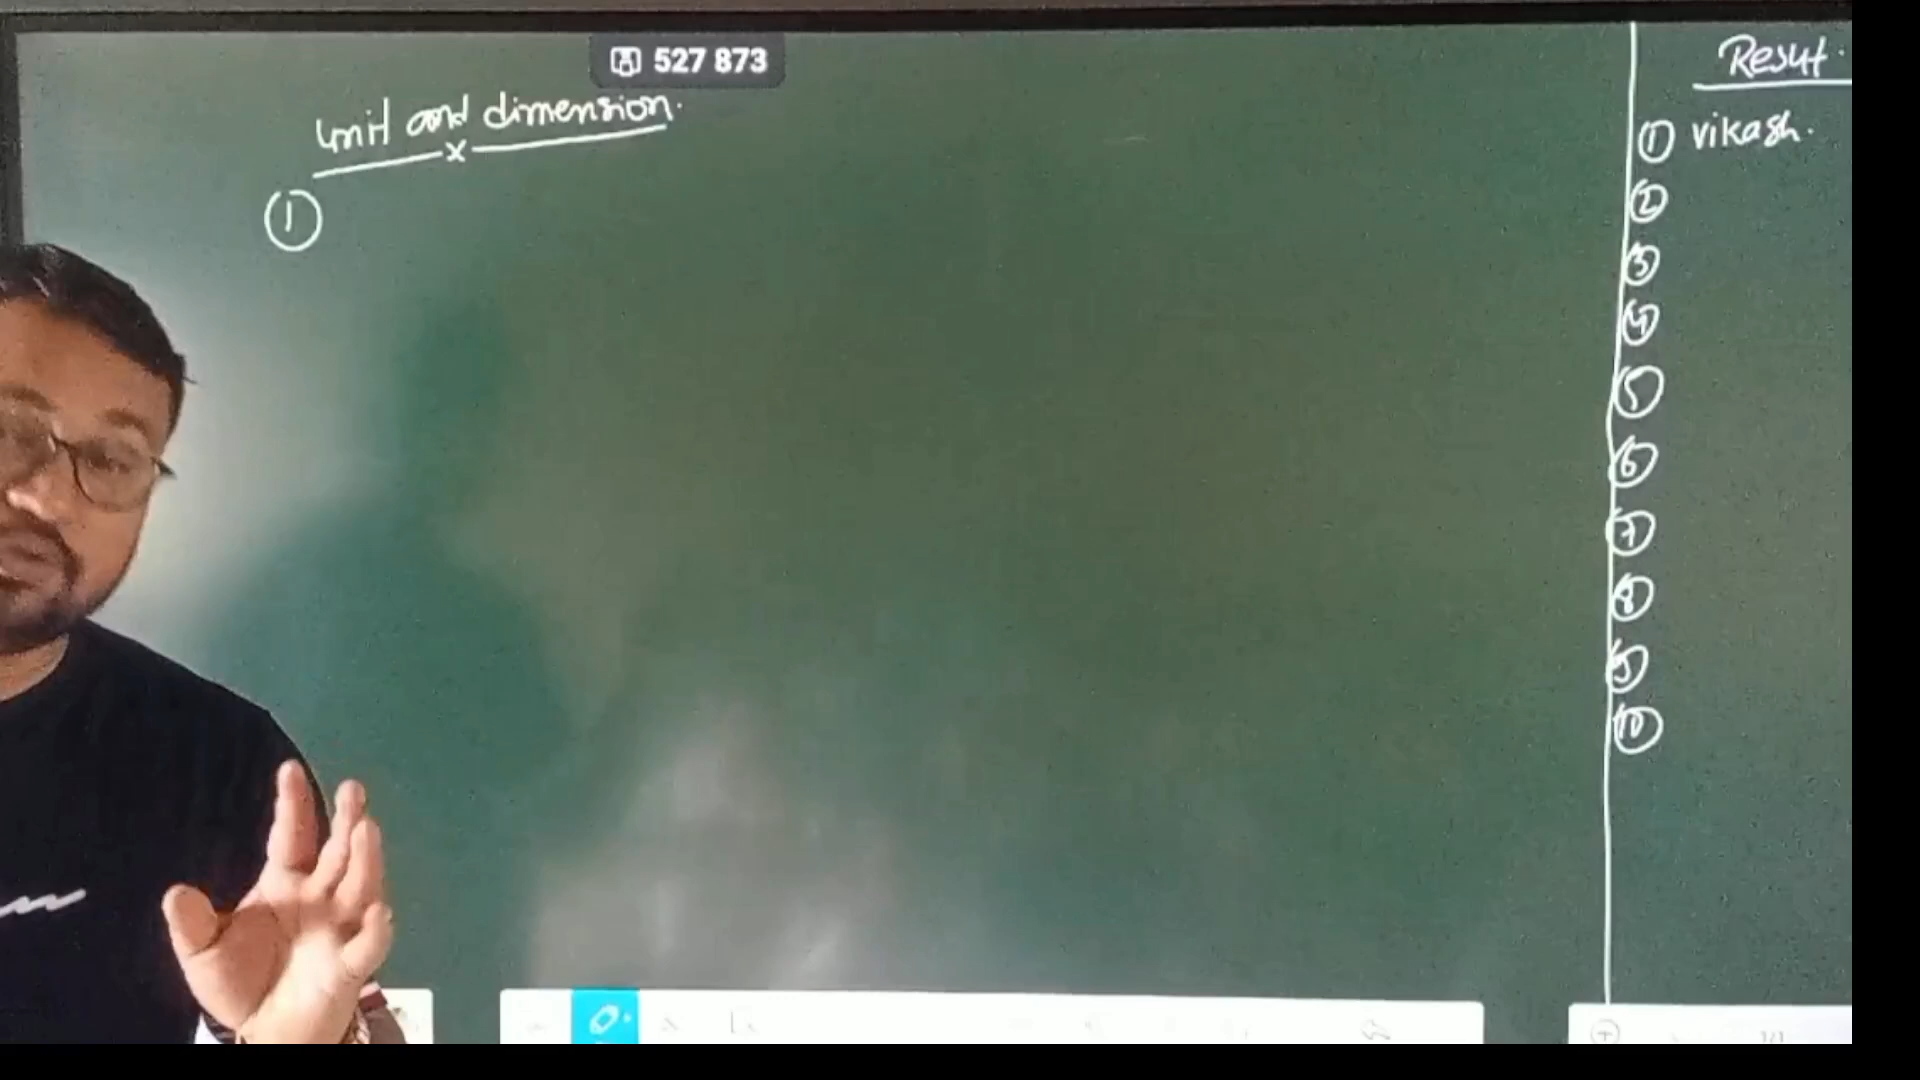 527 873
unit and dimension.
x
①
Result.
① vikash.
②
③
④
⑤
⑥
⑦
⑧
⑨
⑩